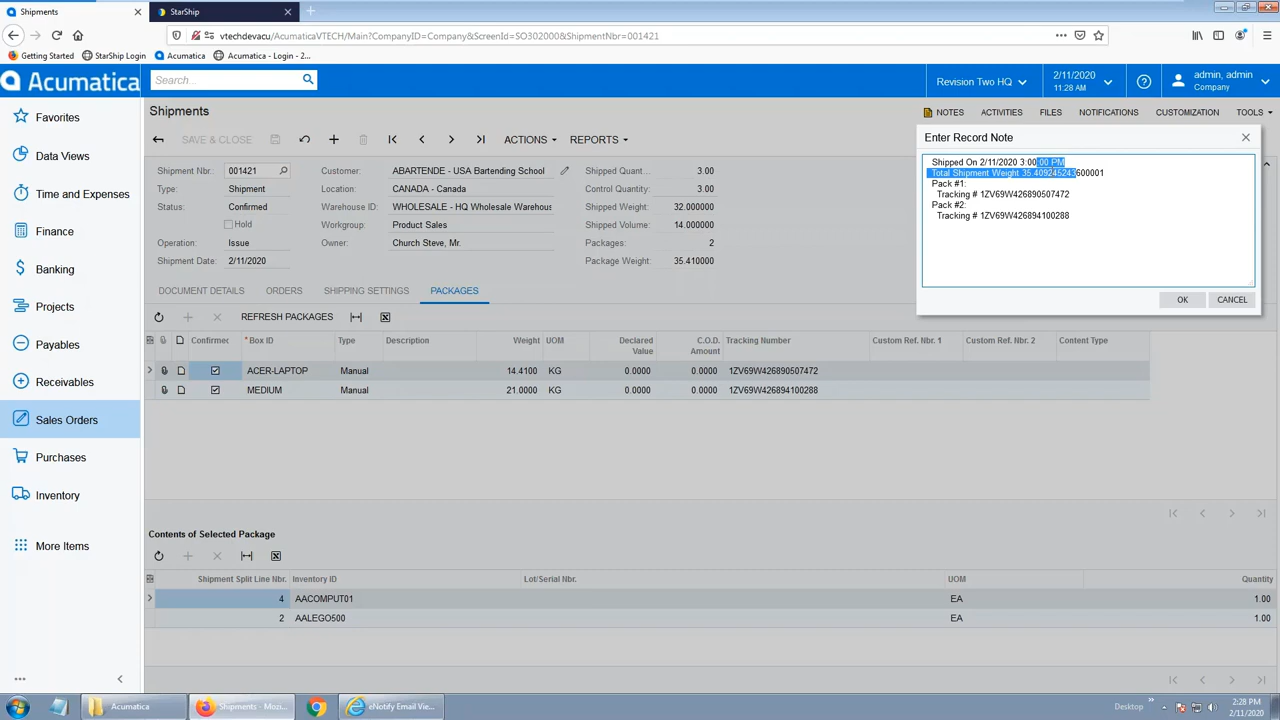 Shipments
StarShip
vtechdevacu/AcumaticaVTECH/Main?CompanyID=Company&ScreenId=SO302000&ShipmentNbr=001421
Getting Started
StarShip Login
Acumatica
Acumatica - Login - 2...
Acumatica
Search...
Revision Two HQ
2/11/2020
11:28 AM
admin, admin
Company
Favorites
Data Views
Time and Expenses
Finance
Banking
Projects
Payables
Receivables
Sales Orders
Purchases
Inventory
More Items
Shipments
NOTES ACTIVITIES FILES NOTIFICATIONS CUSTOMIZATION TOOLS
SAVE & CLOSE
ACTIONS
REPORTS
Shipment Nbr.: 001421
Type: Shipment
Status: Confirmed
Hold
Operation: Issue
Shipment Date: 2/11/2020
Customer: ABARTENDE - USA Bartending School
Location: CANADA - Canada
Warehouse ID: WHOLESALE - HQ Wholesale Warehous
Workgroup: Product Sales
Owner: Church Steve, Mr.
Shipped Quant... 3.00
Control Quantity: 3.00
Shipped Weight: 32.000000
Shipped Volume: 14.000000
Packages: 2
Package Weight: 35.410000
Enter Record Note
Shipped On 2/11/2020 3:00:00 PM
Total Shipment Weight 35.409245243600001
Pack #1:
Tracking # 1ZV69W426890507472
Pack #2:
Tracking # 1ZV69W426894100288
OK
CANCEL
DOCUMENT DETAILS ORDERS SHIPPING SETTINGS PACKAGES
REFRESH PACKAGES
Confirmed * Box ID Type Description Weight UOM Declared Value C.O.D. Amount Tracking Number Custom Ref. Nbr. 1 Custom Ref. Nbr. 2 Content Type
ACER-LAPTOP Manual 14.4100 KG 0.0000 0.0000 1ZV69W426890507472
MEDIUM Manual 21.0000 KG 0.0000 0.0000 1ZV69W426894100288
Contents of Selected Package
Shipment Split Line Nbr. Inventory ID Lot/Serial Nbr. UOM Quantity
4 AACOMPUT01 EA 1.00
2 AALEGO500 EA 1.00
Acumatica
Shipments - Mozi...
eNotify Email Vie...
Desktop
2:28 PM
2/11/2020